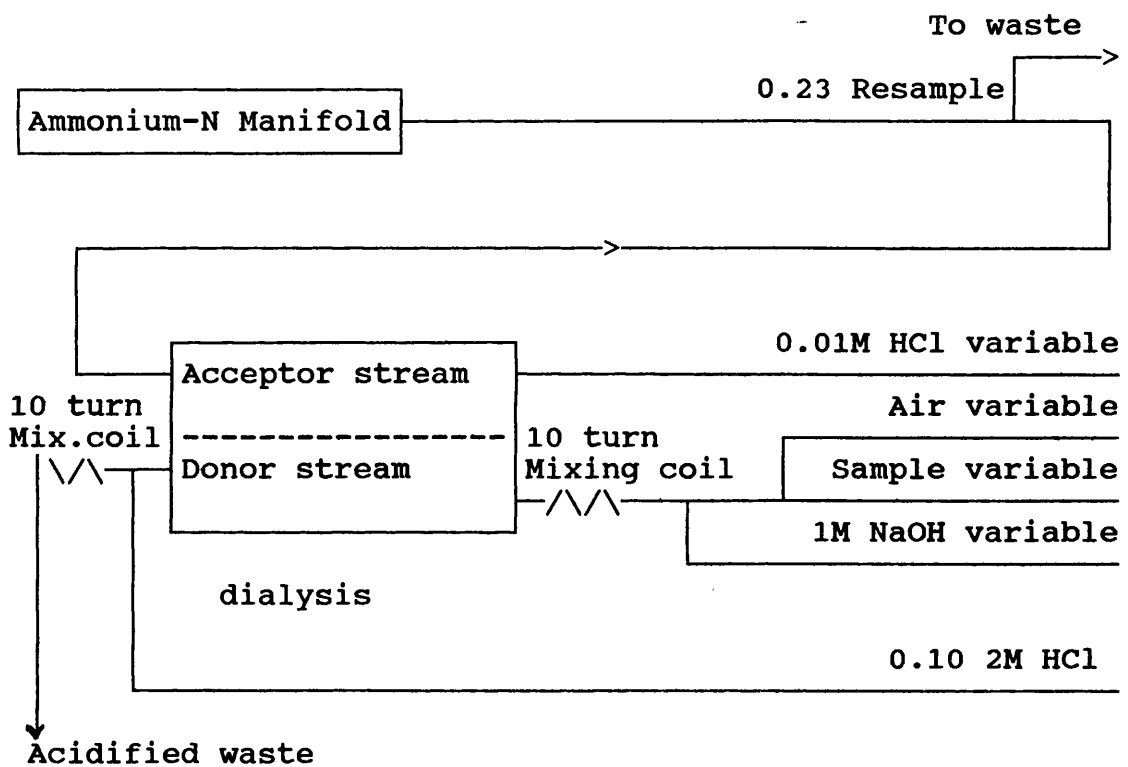 To waste
0.23 Resample
Ammonium-N Manifold
0.01M HCl variable
Acceptor stream
Air variable
10 turn
Mix.coil
10 turn
Mixing coil
Donor stream
Sample variable
1M NaOH variable
dialysis
0.10 2M HCl
Acidified waste